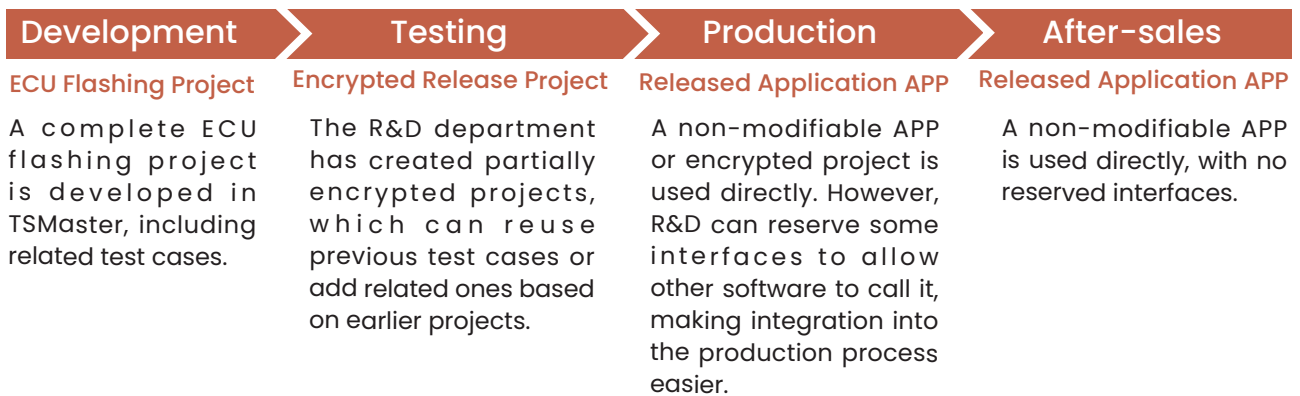 Development
Testing
Production
After-sales
ECU Flashing Project
Encrypted Release Project
Released Application APP
Released Application APP
A complete ECU
flashing project
is developed in
TSMaster, including
related test cases.
The R&D department
has created partially
encrypted projects,
which can reuse
previous test cases or
add related ones based
on earlier projects.
A non-modifiable APP
or encrypted project is
used directly. However,
R&D can reserve some
interfaces to allow
other software to call it,
making integration into
the production process
easier.
A non-modifiable APP
is used directly, with no
reserved interfaces.